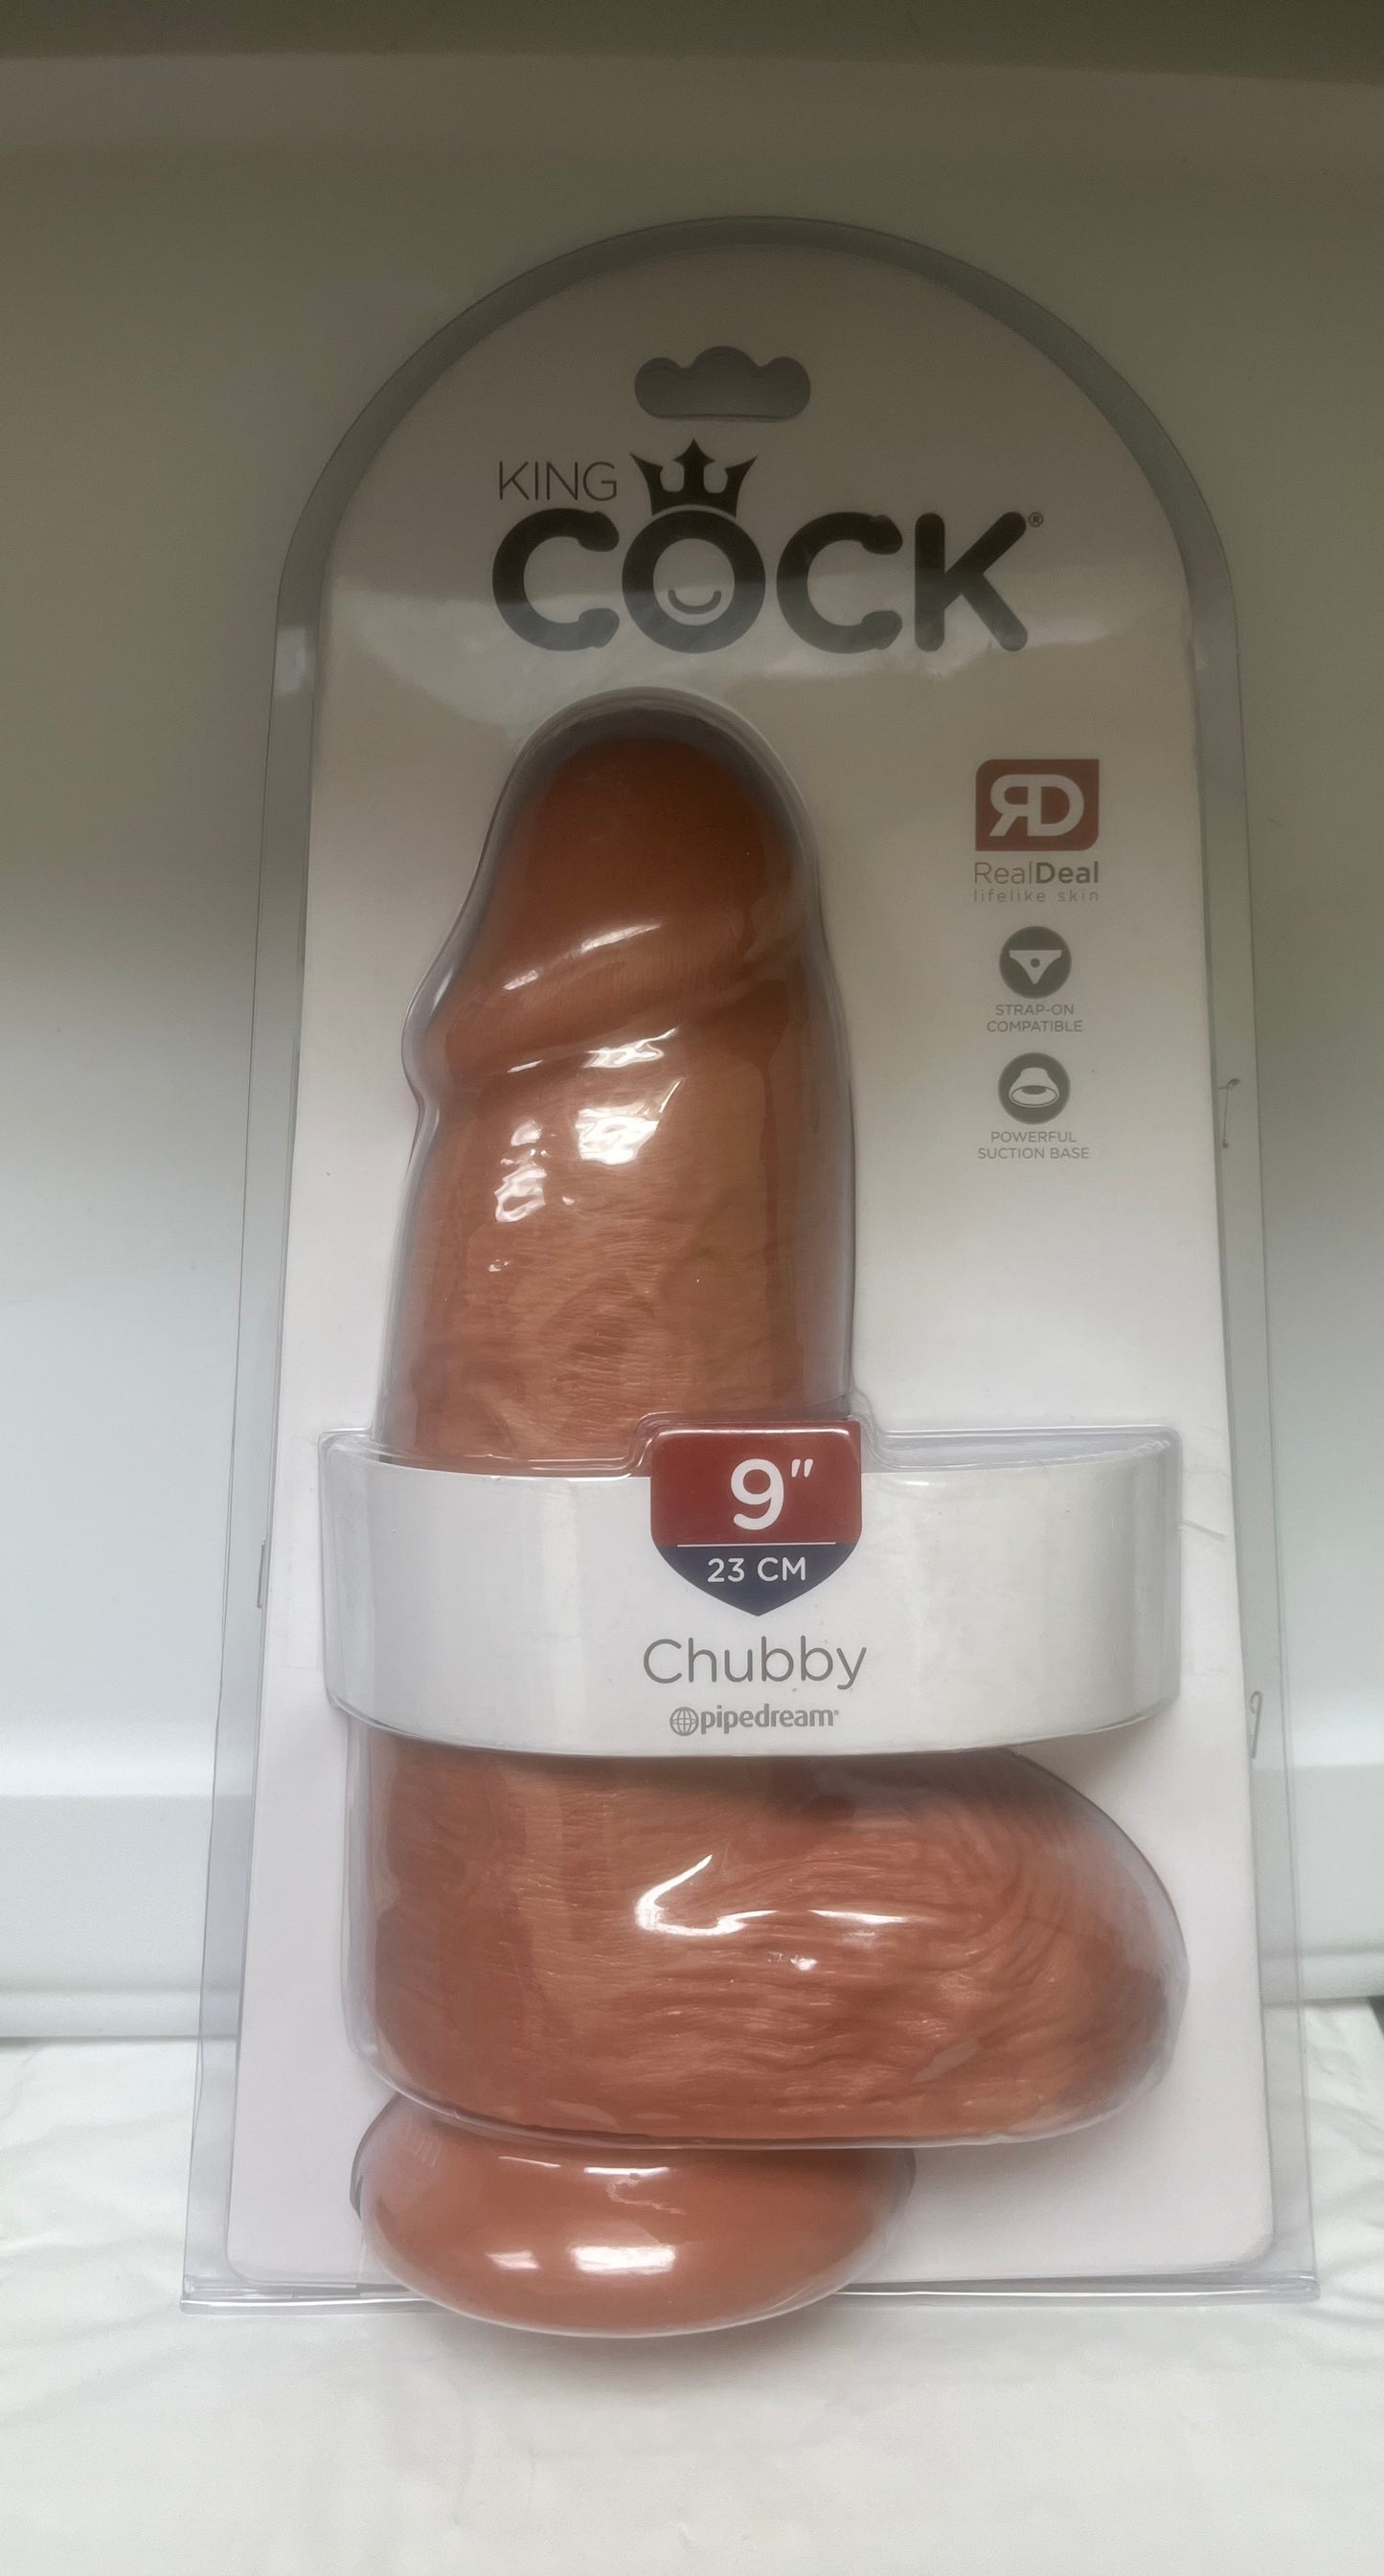 KING
COCK®
RD
RealDeal
lifelike skin
STRAP-ON
COMPATIBLE
POWERFUL
SUCTION BASE
9"
23 CM
Chubby
pipedream®